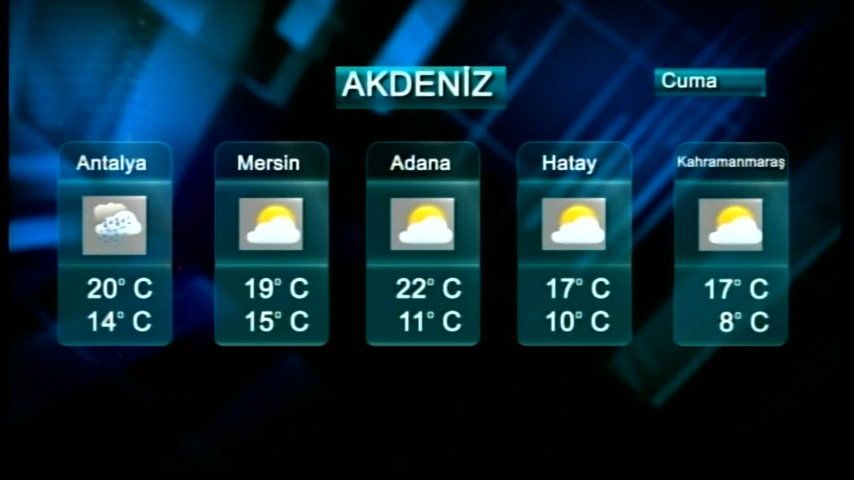 AKDENİZ
Cuma
Antalya
20° C
14° C
Mersin
19° C
15° C
Adana
22° C
11° C
Hatay
17° C
10° C
Kahramanmaraş
17° C
8° C